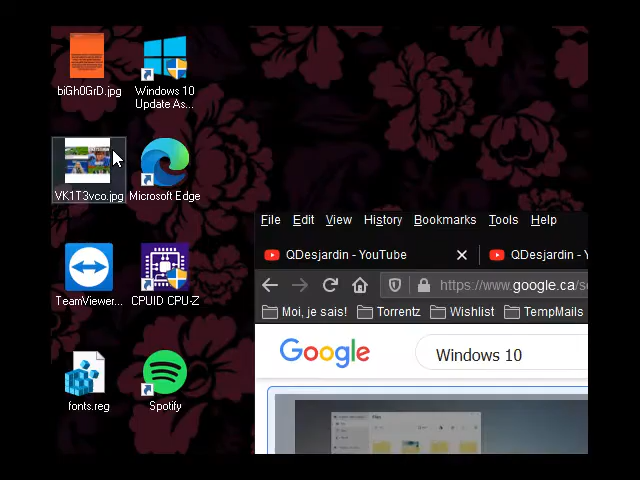 biGh0GrD.jpg
Windows 10
Update As...
VK1T3vco.jpg
Microsoft Edge
TeamViewer...
CPUID CPU-Z
fonts.reg
Spotify
File Edit View History Bookmarks Tools Help
QDesjardin - YouTube
QDesjardin - Y
https://www.google.ca/se
Moi, je sais! Torrentz Wishlist TempMails
Google
Windows 10